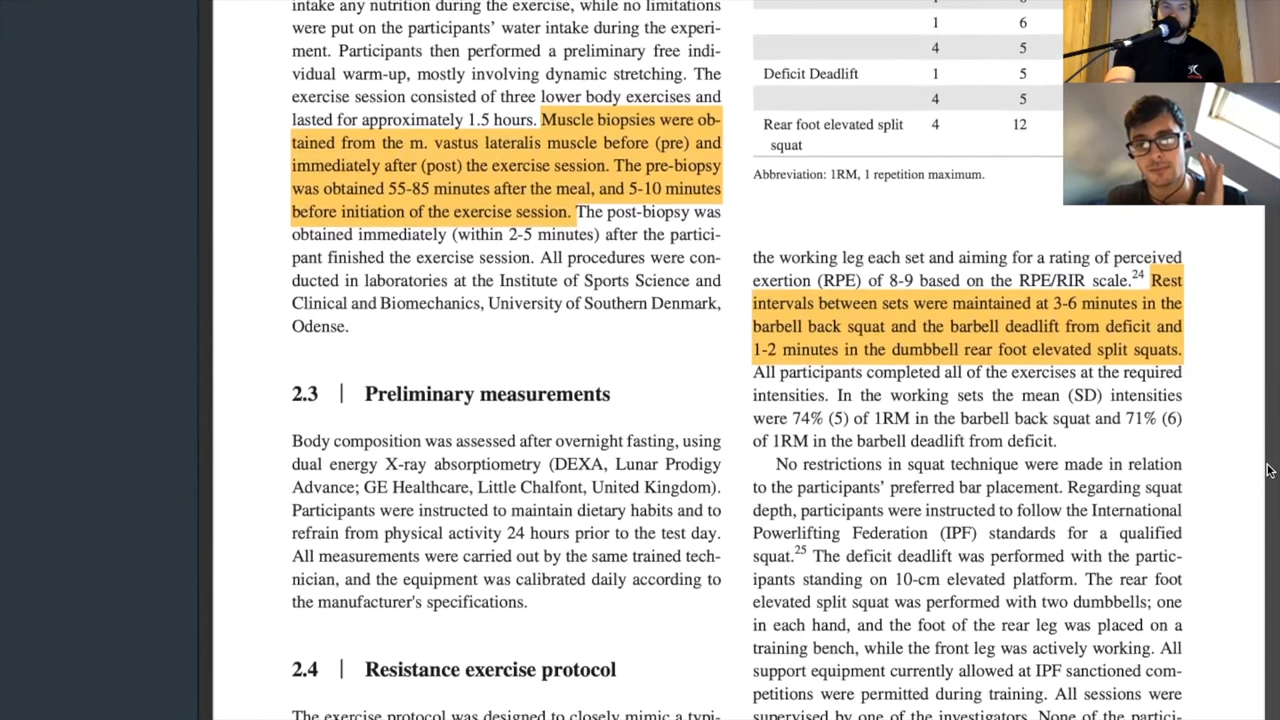 intake any nutrition during the exercise, while no limitations
were put on the participants' water intake during the experi-
ment. Participants then performed a preliminary free indi-
vidual warm-up, mostly involving dynamic stretching. The
exercise session consisted of three lower body exercises and
lasted for approximately 1.5 hours. Muscle biopsies were ob-
tained from the m. vastus lateralis muscle before (pre) and
immediately after (post) the exercise session. The pre-biopsy
was obtained 55-85 minutes after the meal, and 5-10 minutes
before initiation of the exercise session. The post-biopsy was
obtained immediately (within 2-5 minutes) after the partici-
pant finished the exercise session. All procedures were con-
ducted in laboratories at the Institute of Sports Science and
Clinical and Biomechanics, University of Southern Denmark,
Odense.
2.3 | Preliminary measurements
Body composition was assessed after overnight fasting, using
dual energy X-ray absorptiometry (DEXA, Lunar Prodigy
Advance; GE Healthcare, Little Chalfont, United Kingdom).
Participants were instructed to maintain dietary habits and to
refrain from physical activity 24 hours prior to the test day.
All measurements were carried out by the same trained tech-
nician, and the equipment was calibrated daily according to
the manufacturer's specifications.
2.4 | Resistance exercise protocol
The exercise protocol was designed to closely mimic a typi-
1 6
4 5
Deficit Deadlift 1 5
4 5
Rear foot elevated split 4 12
squat
Abbreviation: 1RM, 1 repetition maximum.
the working leg each set and aiming for a rating of perceived
exertion (RPE) of 8-9 based on the RPE/RIR scale.24 Rest
intervals between sets were maintained at 3-6 minutes in the
barbell back squat and the barbell deadlift from deficit and
1-2 minutes in the dumbbell rear foot elevated split squats.
All participants completed all of the exercises at the required
intensities. In the working sets the mean (SD) intensities
were 74% (5) of 1RM in the barbell back squat and 71% (6)
of 1RM in the barbell deadlift from deficit.
No restrictions in squat technique were made in relation
to the participants' preferred bar placement. Regarding squat
depth, participants were instructed to follow the International
Powerlifting Federation (IPF) standards for a qualified
squat.25 The deficit deadlift was performed with the partic-
ipants standing on 10-cm elevated platform. The rear foot
elevated split squat was performed with two dumbbells; one
in each hand, and the foot of the rear leg was placed on a
training bench, while the front leg was actively working. All
support equipment currently allowed at IPF sanctioned com-
petitions were permitted during training. All sessions were
supervised by one of the investigators. None of the partici-